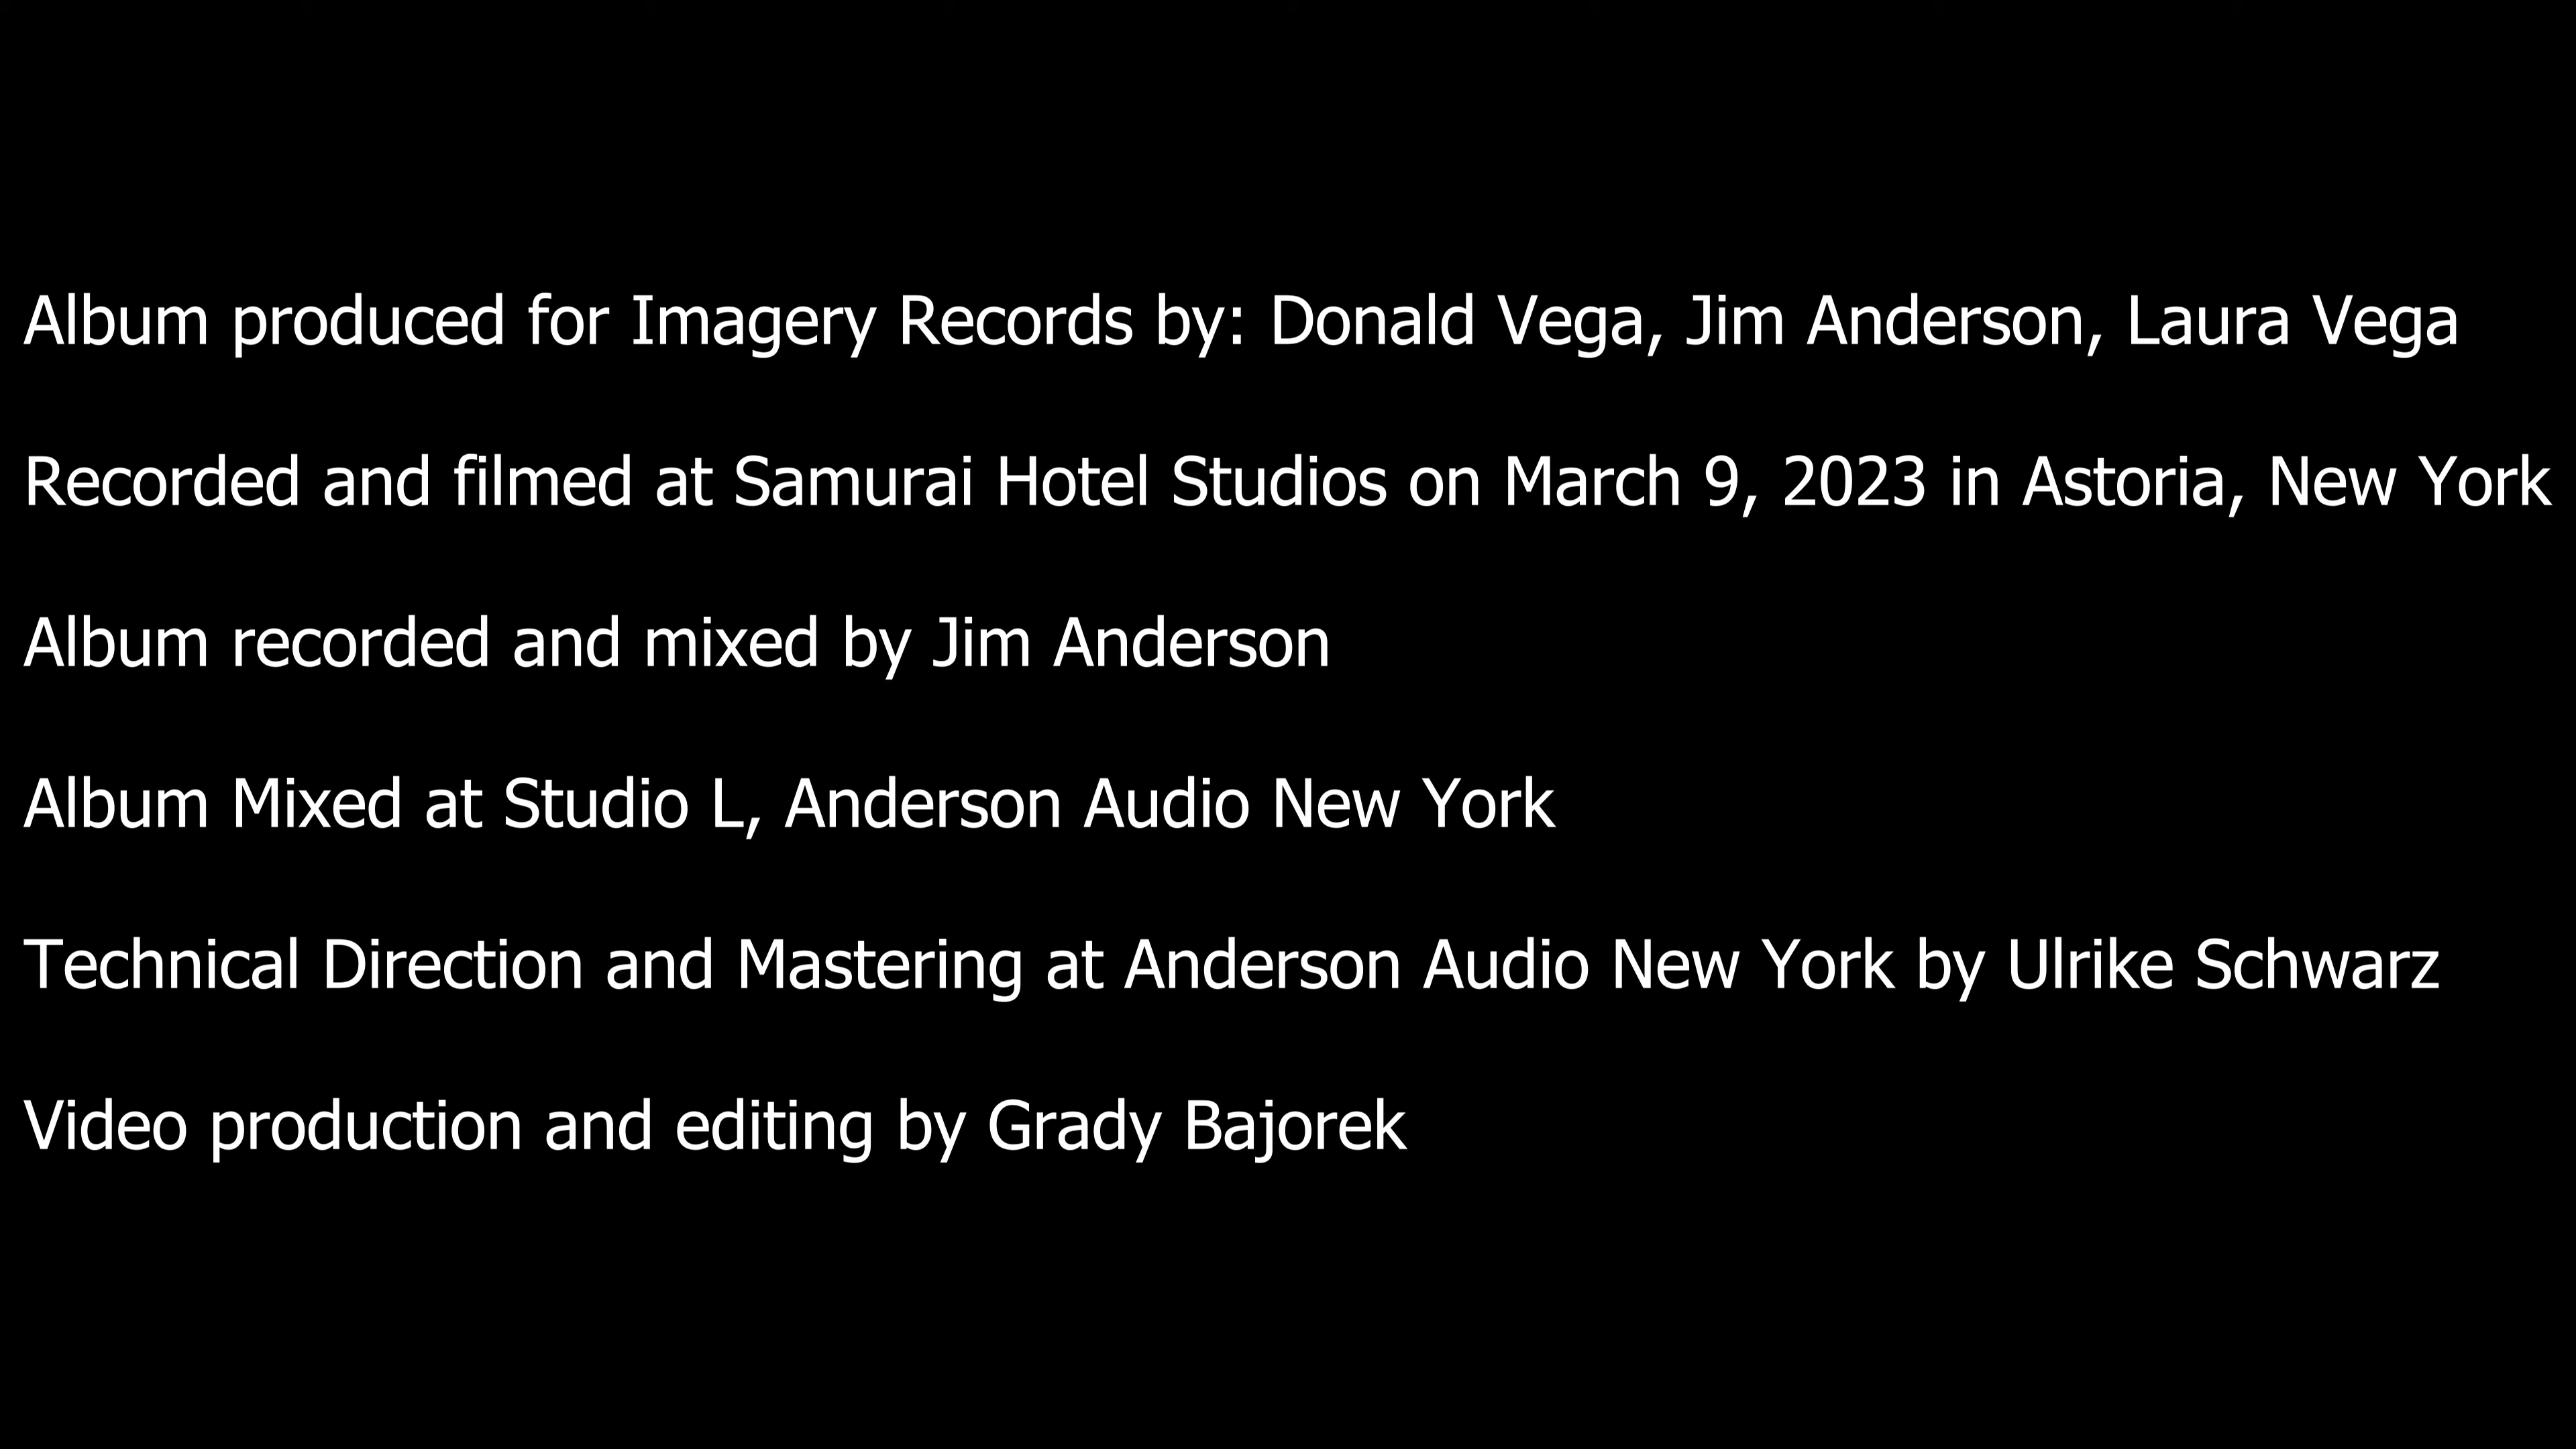 Album produced for Imagery Records by: Donald Vega, Jim Anderson, Laura Vega
Recorded and filmed at Samurai Hotel Studios on March 9, 2023 in Astoria, New York
Album recorded and mixed by Jim Anderson
Album Mixed at Studio L, Anderson Audio New York
Technical Direction and Mastering at Anderson Audio New York by Ulrike Schwarz
Video production and editing by Grady Bajorek